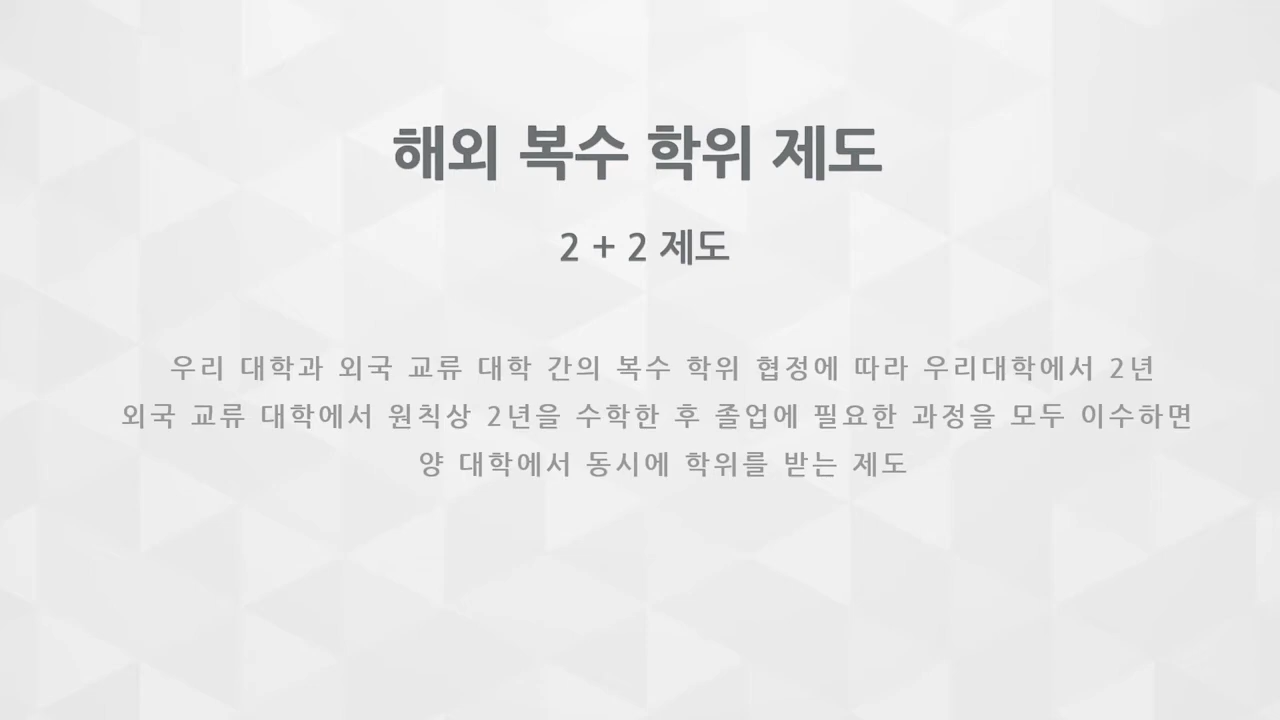 해외 복수 학위 제도
2 + 2 제도
우리 대학과 외국 교류 대학 간의 복수 학위 협정에 따라 우리대학에서 2년
외국 교류 대학에서 원칙상 2년을 수학한 후 졸업에 필요한 과정을 모두 이수하면
양 대학에서 동시에 학위를 받는 제도